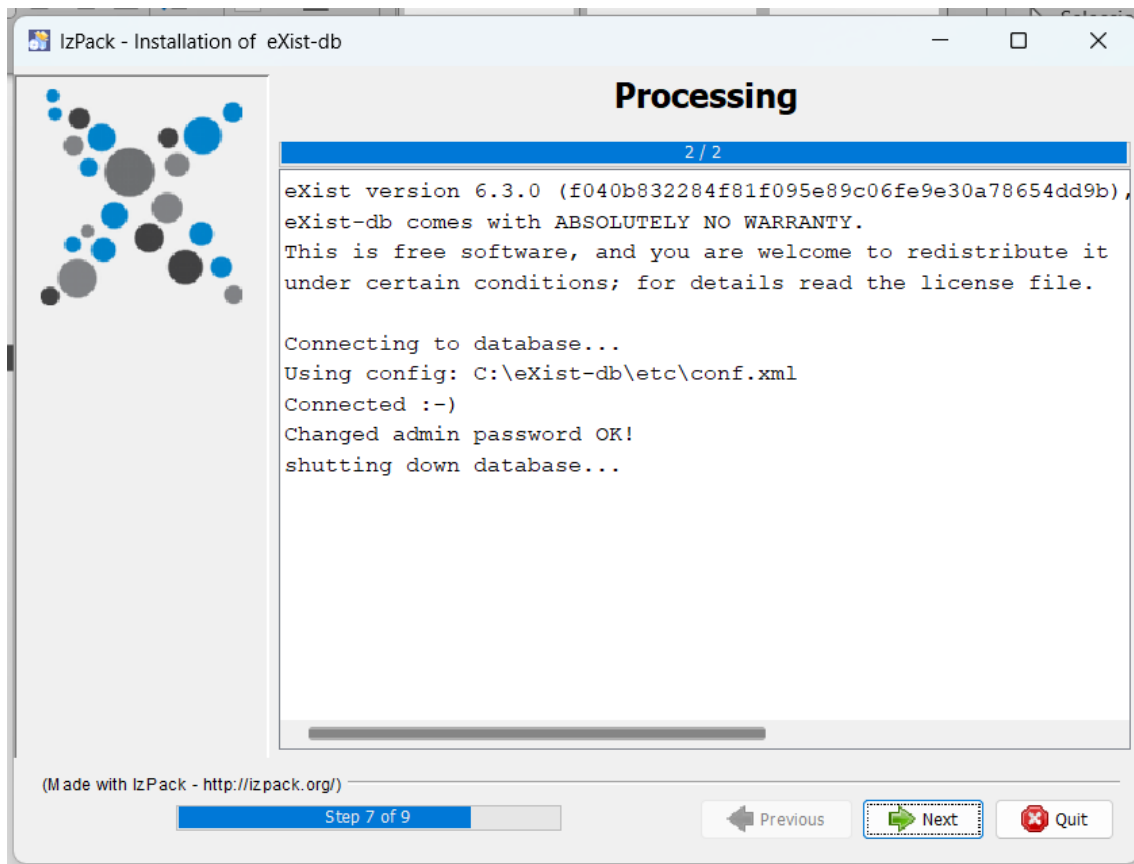 IzPack - Installation of eXist-db
Processing
2 / 2
eXist version 6.3.0 (f040b832284f81f095e89c06fe9e30a78654dd9b),
eXist-db comes with ABSOLUTELY NO WARRANTY.
This is free software, and you are welcome to redistribute it
under certain conditions; for details read the license file.
Connecting to database...
Using config: C:\eXist-db\etc\conf.xml
Connected :-)
Changed admin password OK!
shutting down database...
(Made with IzPack - http://izpack.org/)
Step 7 of 9
Previous
Next
Quit